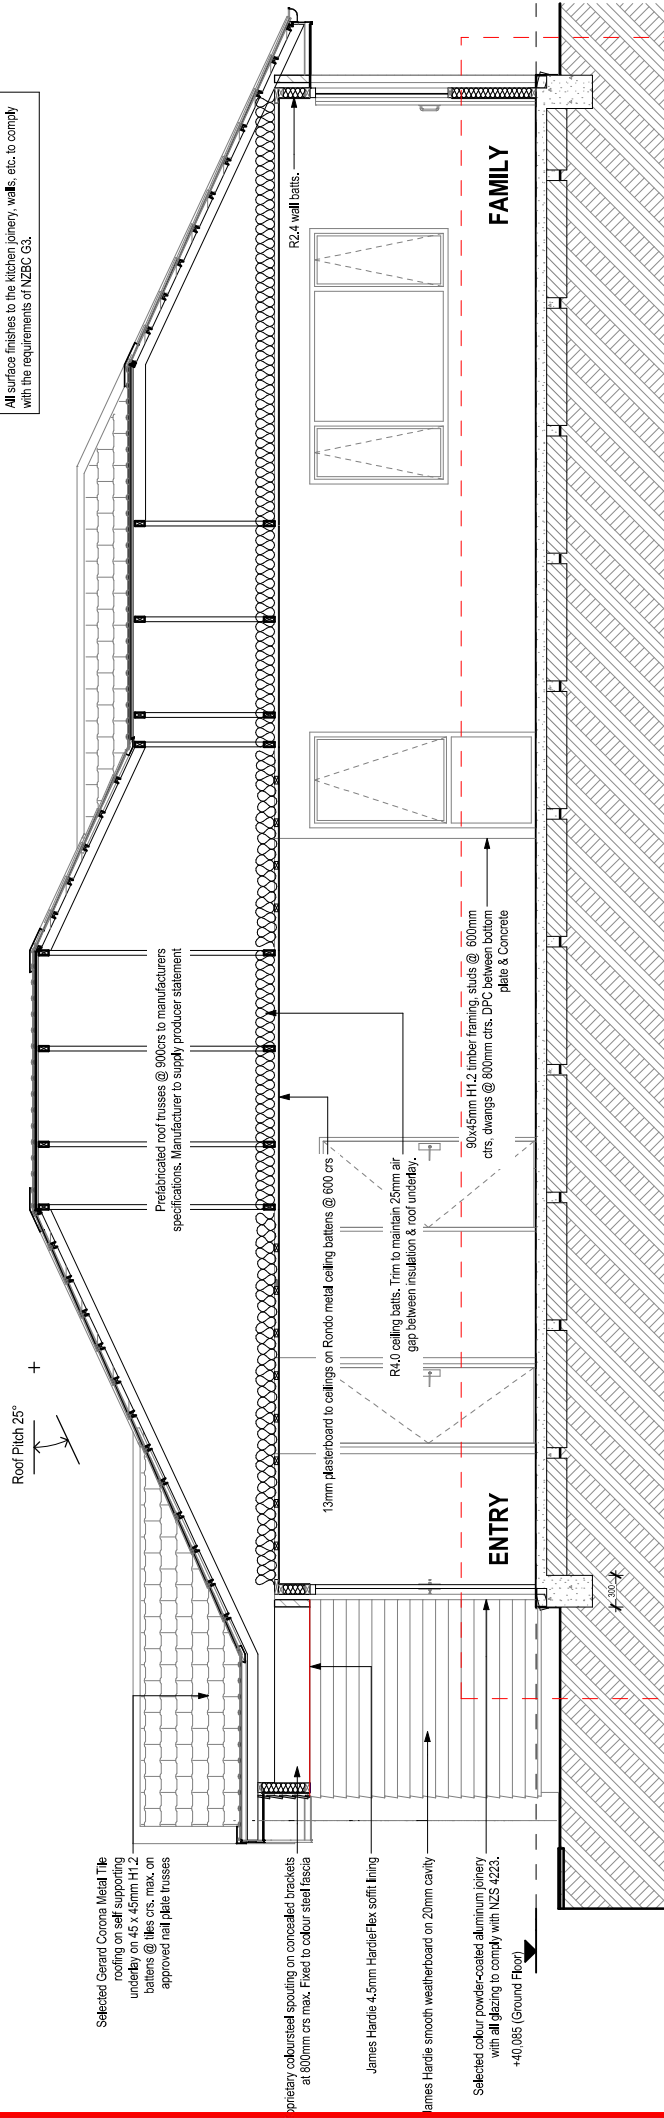 All surface finishes to the kitchen joinery, walls, etc. to comply
with the requirements of NZBC G3.
Roof Pitch 25°
Selected Gerard Corona Metal Tile
roofing on self supporting
underlay on 45 x 45mm H1.2
battens @ tiles crs. max. on
approved nail plate trusses
Prefabricated roof trusses @ 900crs to manufacturers
specifications. Manufacturer to supply producer statement
R2.4 wall batts.
oprietary coloursteel spouting on concealed brackets
at 800mm crs max. Fixed to colour steel fascia
13mm plasterboard to ceilings on Rondo metal ceiling battens @ 600 crs
James Hardie 4.5mm HardieFlex soffit lining
R4.0 ceiling batts. Trim to maintain 25mm air
gap between insulation & roof underlay.
James Hardie smooth weatherboard on 20mm cavity
90x45mm H1.2 timber framing, studs @ 600mm
ctrs, dwangs @ 800mm ctrs. DPC between bottom
plate & Concrete
Selected colour powder-coated aluminum joinery
with all glazing to comply with NZS 4223.
ENTRY
FAMILY
+40,085 (Ground Floor)
300